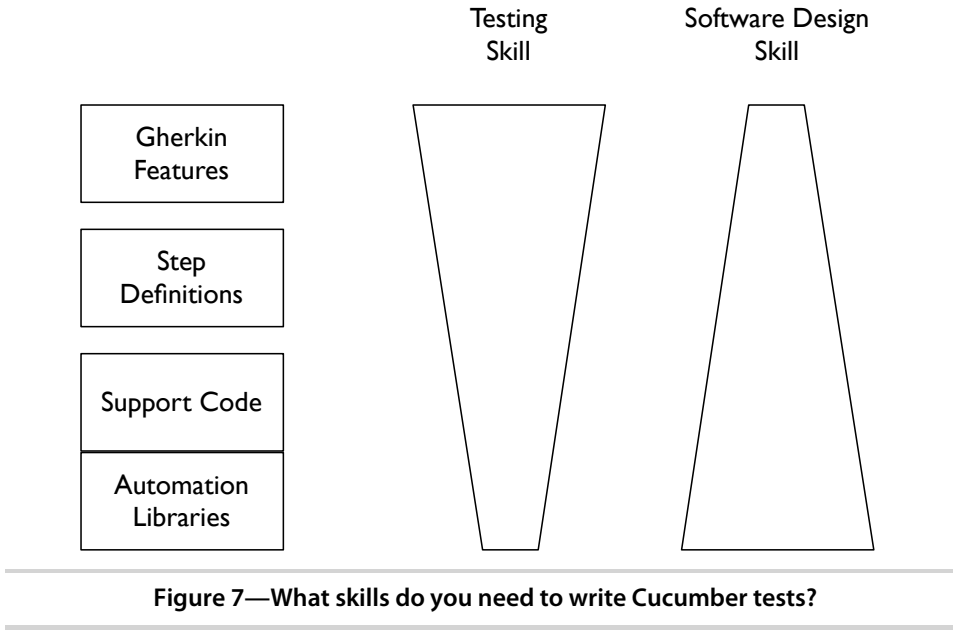 Testing
Skill
Software Design
Skill
Gherkin
Features
Step
Definitions
Support Code
Automation
Libraries
Figure 7—What skills do you need to write Cucumber tests?